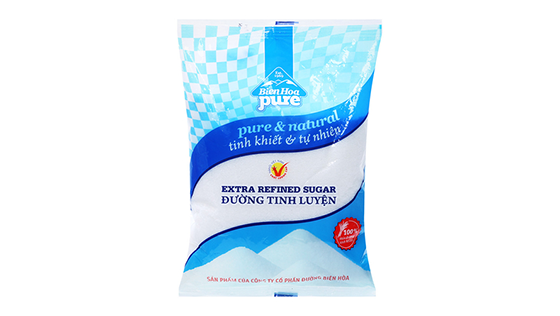 Biên Hòa
pure
pure & natural
tinh khiết & tự nhiên
EXTRA REFINED SUGAR
ĐƯỜNG TINH LUYỆN
100%
SẢN PHẨM CỦA CÔNG TY CỔ PHẦN ĐƯỜNG BIÊN HÒA